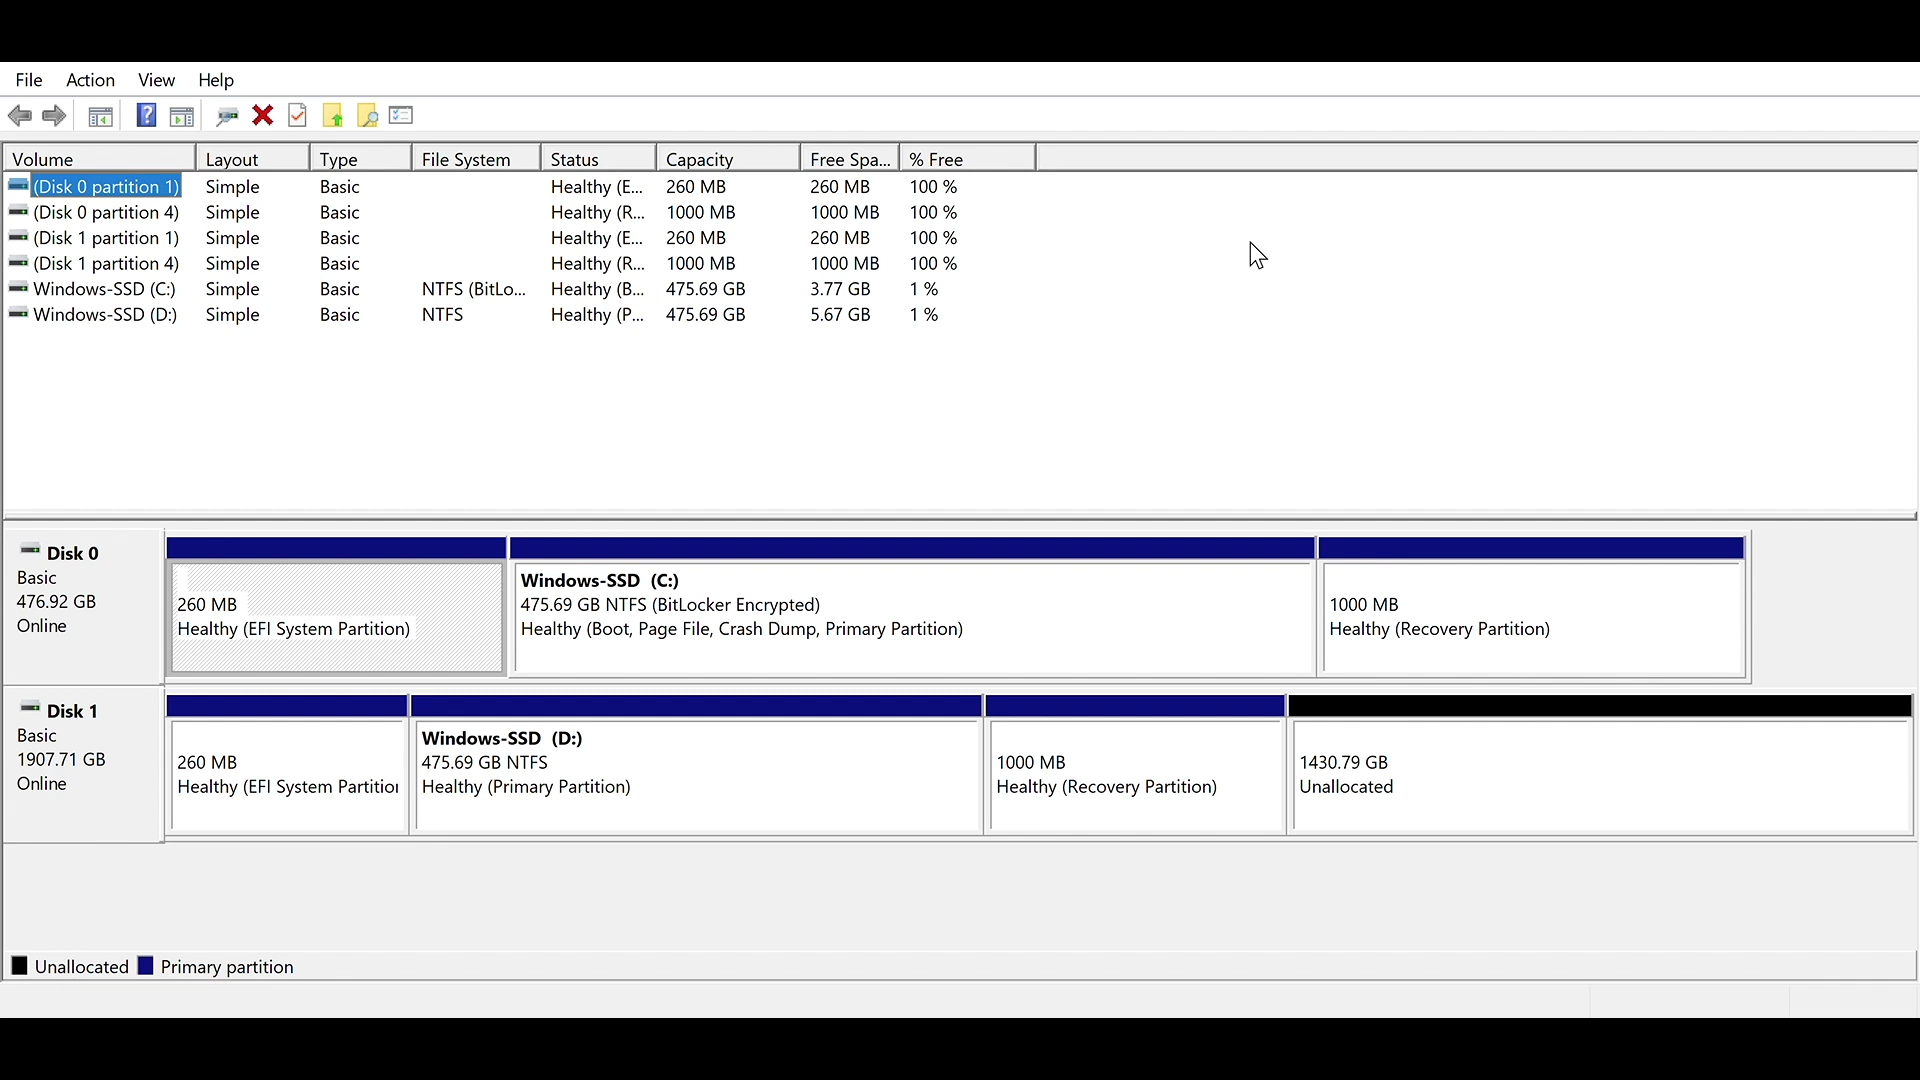 File Action View Help
Volume Layout Type File System Status Capacity Free Spa... % Free
(Disk 0 partition 1) Simple Basic Healthy (E... 260 MB 260 MB 100 %
(Disk 0 partition 4) Simple Basic Healthy (R... 1000 MB 1000 MB 100 %
(Disk 1 partition 1) Simple Basic Healthy (E... 260 MB 260 MB 100 %
(Disk 1 partition 4) Simple Basic Healthy (R... 1000 MB 1000 MB 100 %
Windows-SSD (C:) Simple Basic NTFS (BitLo... Healthy (B... 475.69 GB 3.77 GB 1 %
Windows-SSD (D:) Simple Basic NTFS Healthy (P... 475.69 GB 5.67 GB 1 %
Disk 0
Basic
476.92 GB
Online
260 MB
Healthy (EFI System Partition)
Windows-SSD (C:)
475.69 GB NTFS (BitLocker Encrypted)
Healthy (Boot, Page File, Crash Dump, Primary Partition)
1000 MB
Healthy (Recovery Partition)
Disk 1
Basic
1907.71 GB
Online
260 MB
Healthy (EFI System Partition
Windows-SSD (D:)
475.69 GB NTFS
Healthy (Primary Partition)
1000 MB
Healthy (Recovery Partition)
1430.79 GB
Unallocated
Unallocated Primary partition